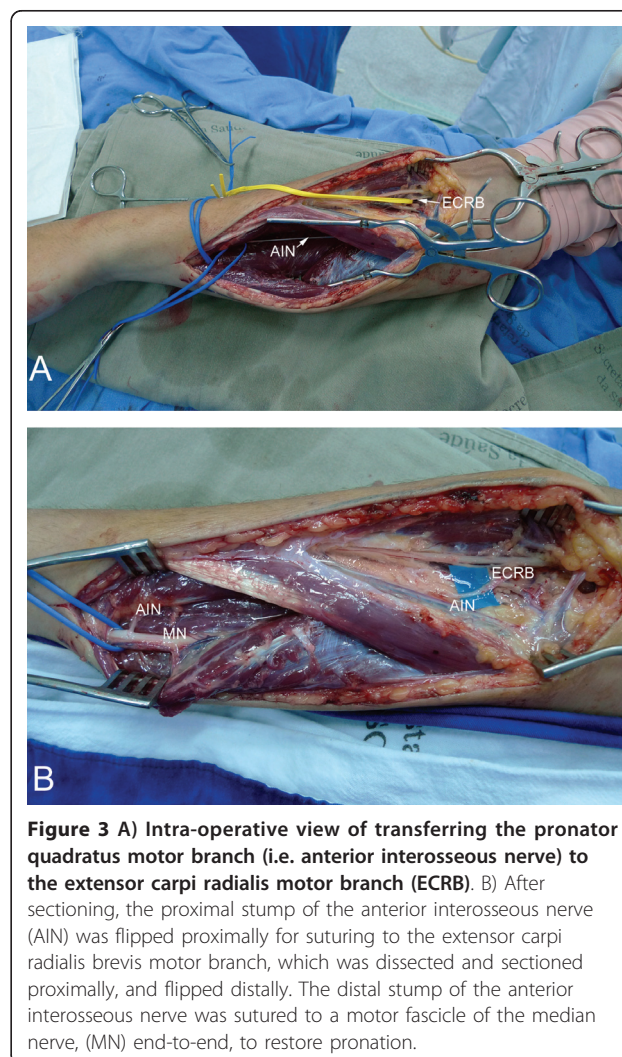 Saúde
ECRB
AIN
A
da Saúde
ECRB
AIN
AIN
MN
B
Figure 3 A) Intra-operative view of transferring the pronator
quadratus motor branch (i.e. anterior interosseous nerve) to
the extensor carpi radialis motor branch (ECRB). B) After
sectioning, the proximal stump of the anterior interosseous nerve
(AIN) was flipped proximally for suturing to the extensor carpi
radialis brevis motor branch, which was dissected and sectioned
proximally, and flipped distally. The distal stump of the anterior
interosseous nerve was sutured to a motor fascicle of the median
nerve, (MN) end-to-end, to restore pronation.